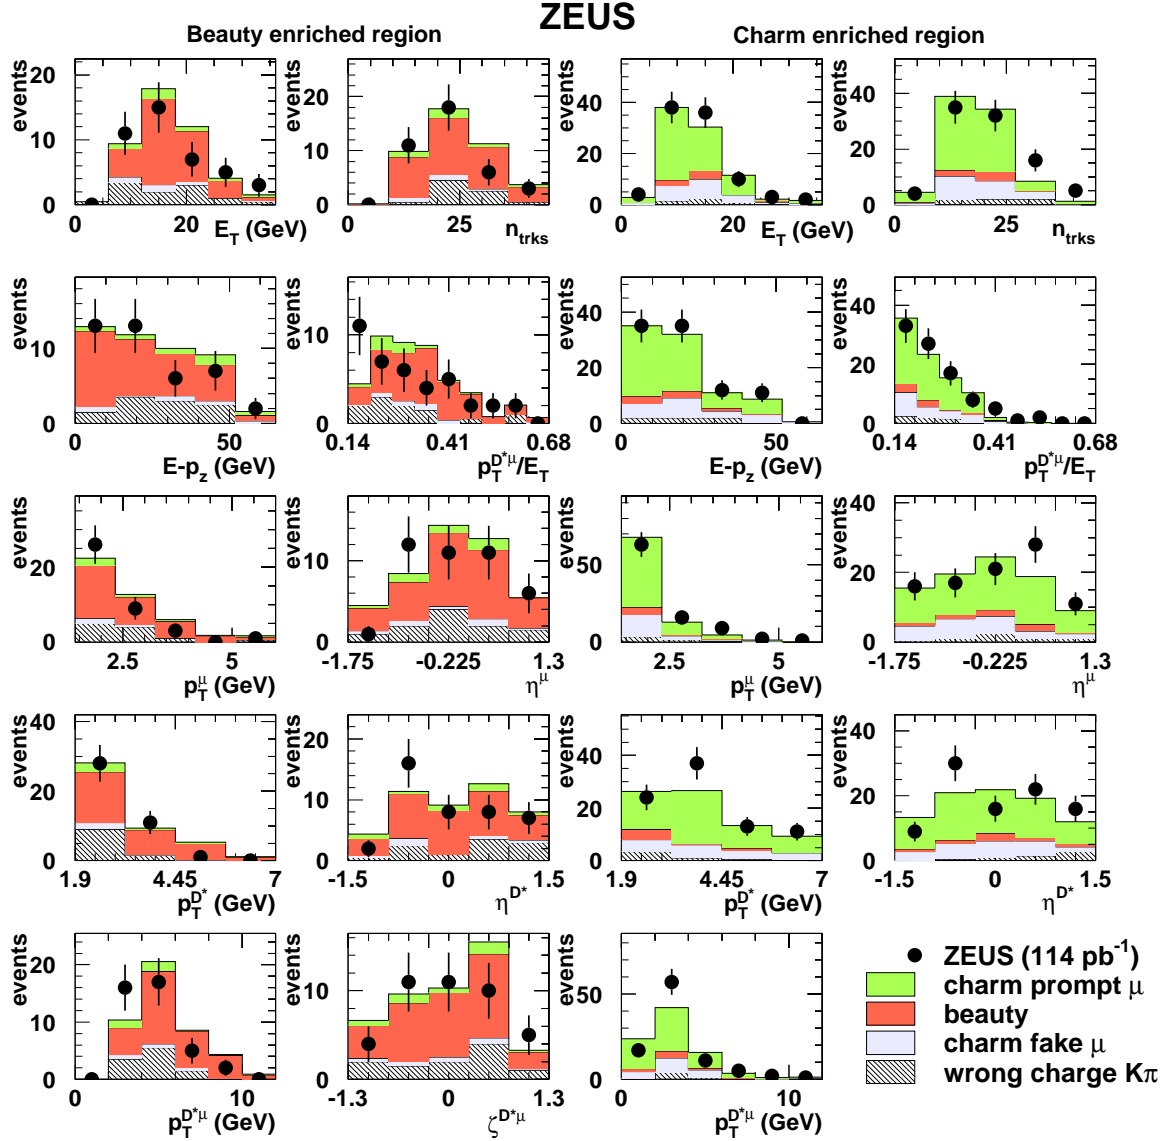 ZEUS
Beauty enriched region
Charm enriched region
events
20
10
0
0 20
E_T (GeV)
events
20
10
0
0 25
n_trks
events
40
20
0
0 20
E_T (GeV)
events
40
20
0
0 25
n_trks
events
10
0
0 50
E-p_z (GeV)
events
10
0
0.14 0.41 0.68
p_T^{D*μ}/E_T
events
40
20
0
0 50
E-p_z (GeV)
events
40
20
0
0.14 0.41 0.68
p_T^{D*μ}/E_T
events
20
0
2.5 5
p_T^μ (GeV)
events
10
0
-1.75 -0.225 1.3
η^μ
events
50
0
2.5 5
p_T^μ (GeV)
events
40
20
0
-1.75 -0.225 1.3
η^μ
events
40
20
0
1.9 4.45 7
p_T^{D*} (GeV)
events
20
10
0
-1.5 0 1.5
η^{D*}
events
40
20
0
1.9 4.45 7
p_T^{D*} (GeV)
events
40
20
0
-1.5 0 1.5
η^{D*}
events
20
10
0
0 10
p_T^{D*μ} (GeV)
events
10
0
-1.3 0 1.3
ζ^{D*μ}
events
50
0
0 10
p_T^{D*μ} (GeV)
ZEUS (114 pb^{-1})
charm prompt μ
beauty
charm fake μ
wrong charge Kπ